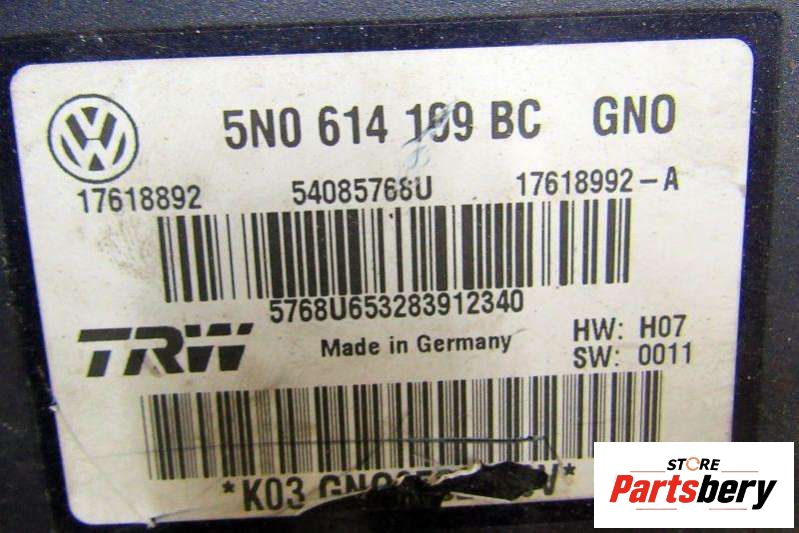 5N0 614 109 BC GNO
17618892 54085768U 17618992-A
5768U653283912340
TRW Made in Germany HW: H07
SW: 0011
*K03
STORE
Partsbery